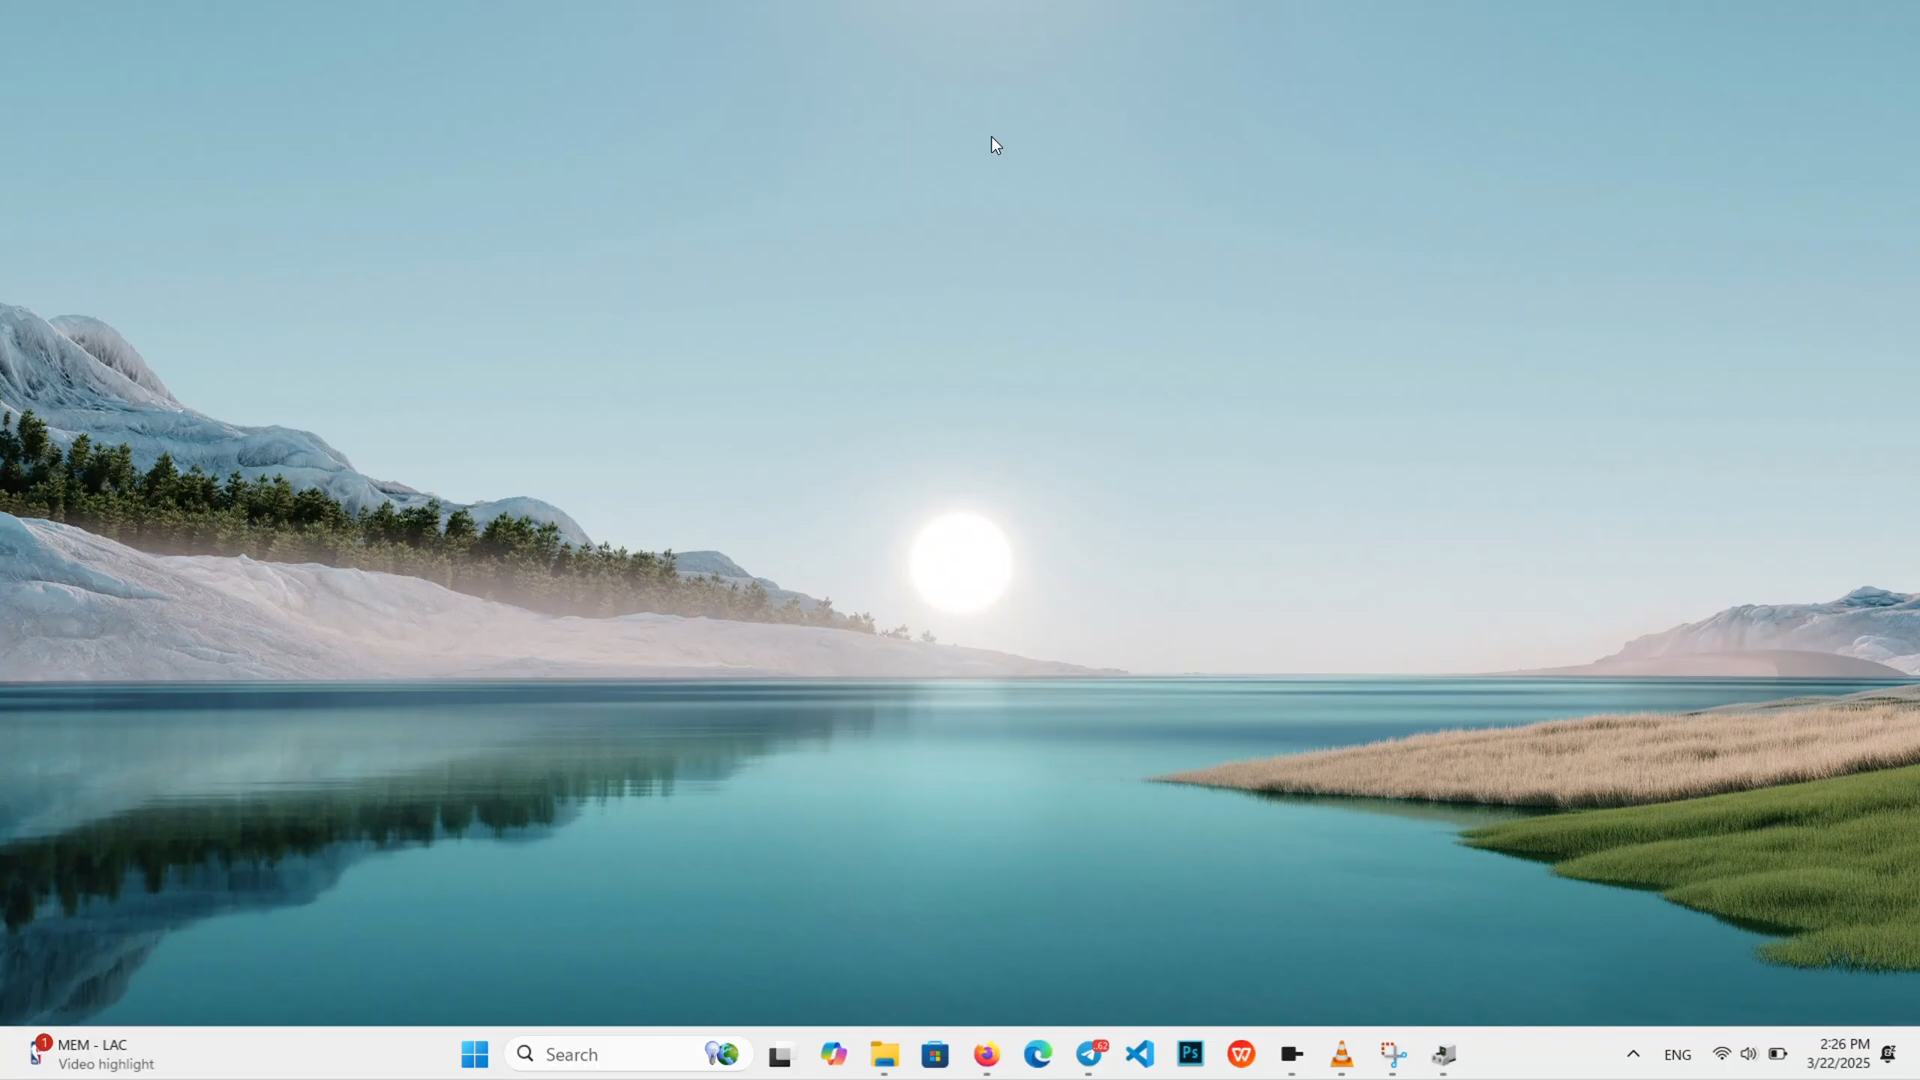 MEM - LAC
Video highlight
1
Search
.62
Ps
W
ENG
2:26 PM
3/22/2025